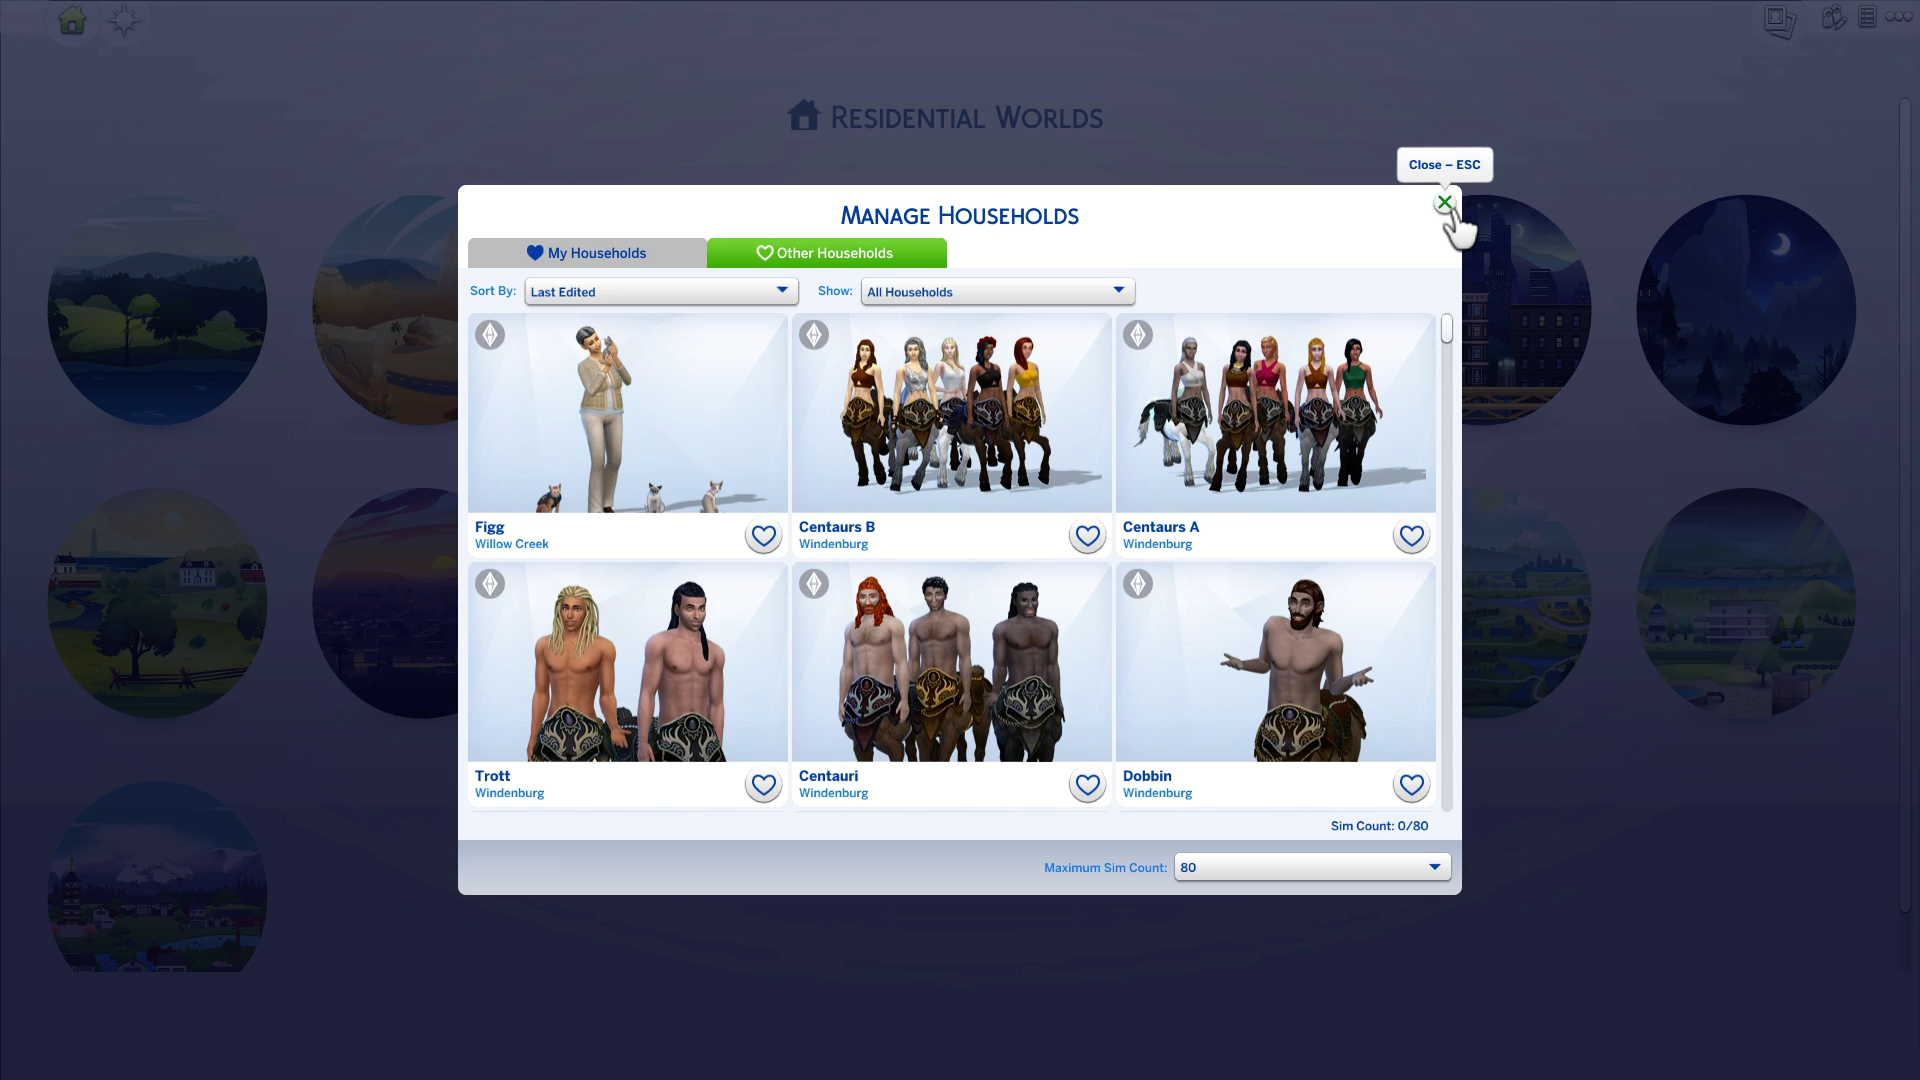 Residential Worlds
Close – ESC
Manage Households
My Households
Other Households
Sort By: Last Edited
Show: All Households
Figg
Willow Creek
Centaurs B
Windenburg
Centaurs A
Windenburg
Trott
Windenburg
Centauri
Windenburg
Dobbin
Windenburg
Sim Count: 0/80
Maximum Sim Count: 80